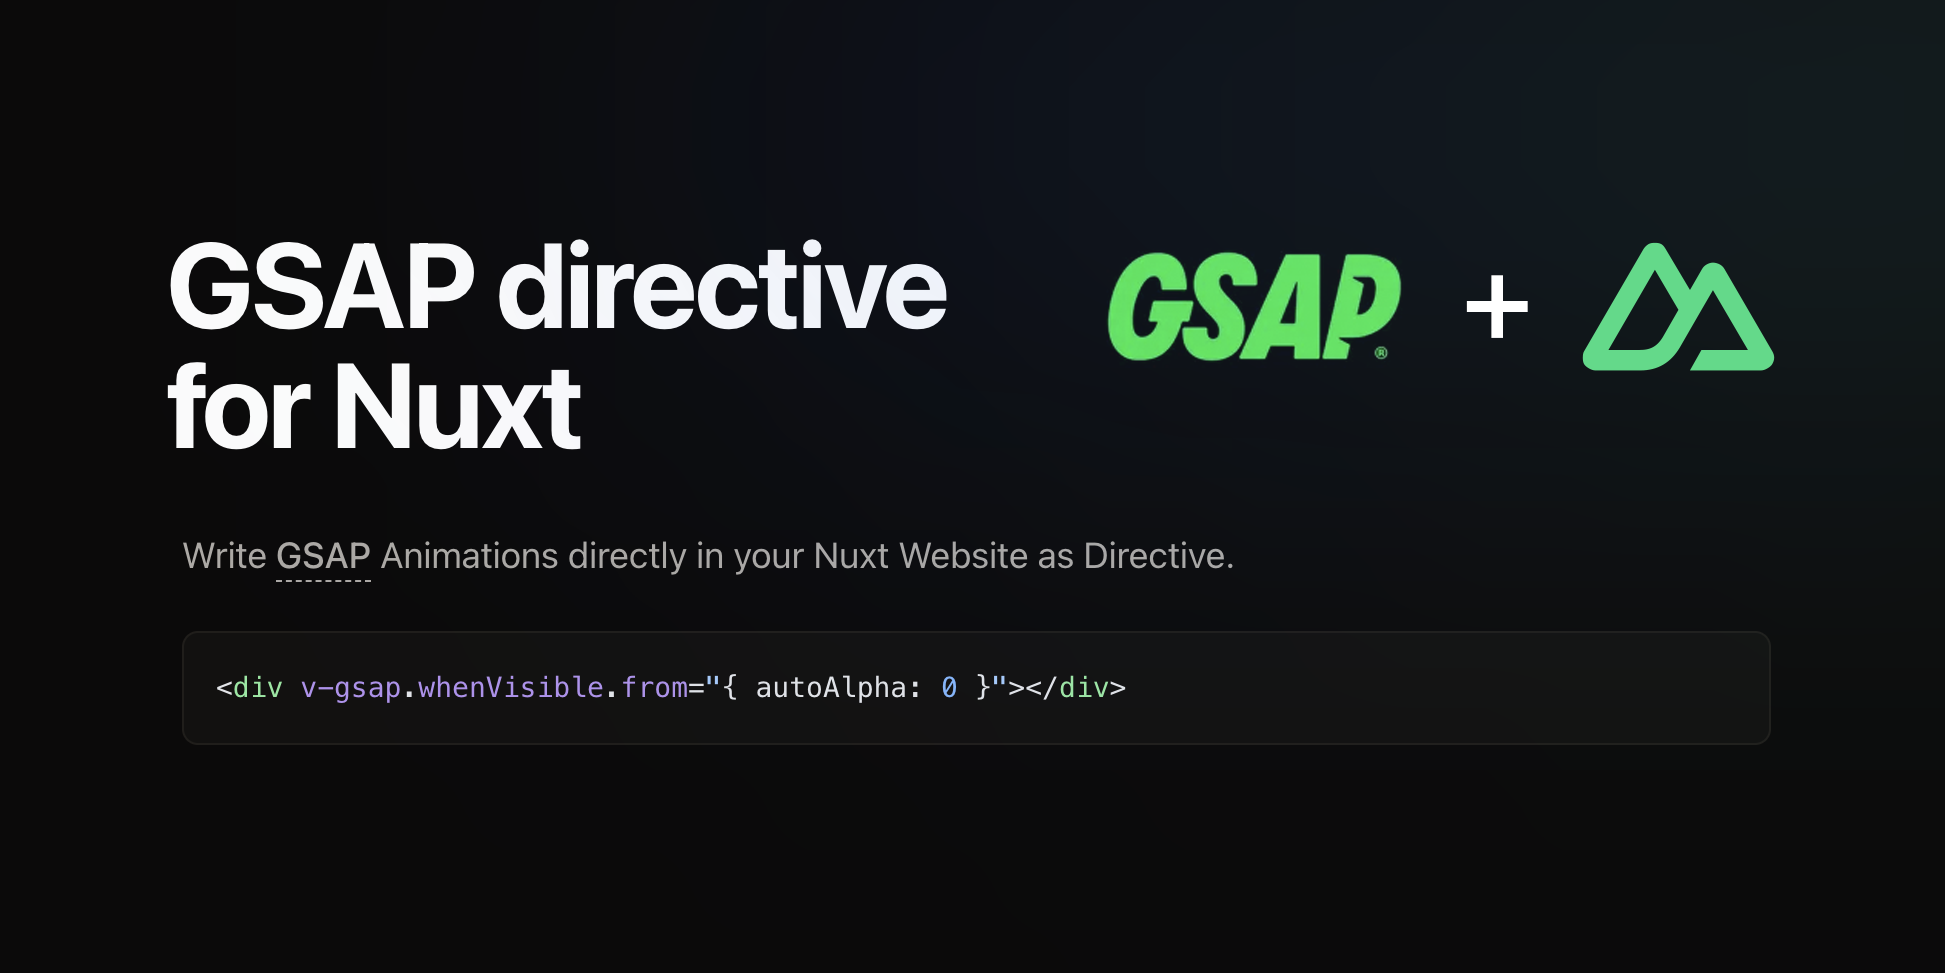 GSAP directive
for Nuxt
GSAP®
+
Write GSAP Animations directly in your Nuxt Website as Directive.
<div v-gsap.whenVisible.from="{ autoAlpha: 0 }"></div>